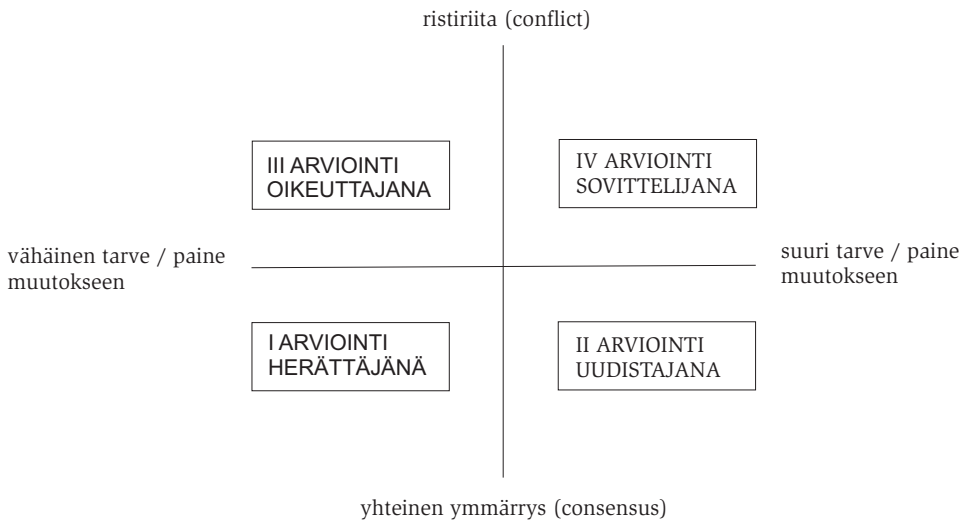 ristiriita (conflict)
III ARVIOINTI
OIKEUTTAJANA
IV ARVIOINTI
SOVITTELIJANA
vähäinen tarve / paine
muutokseen
suuri tarve / paine
muutokseen
I ARVIOINTI
HERÄTTÄJÄNÄ
II ARVIOINTI
UUDISTAJANA
yhteinen ymmärrys (consensus)